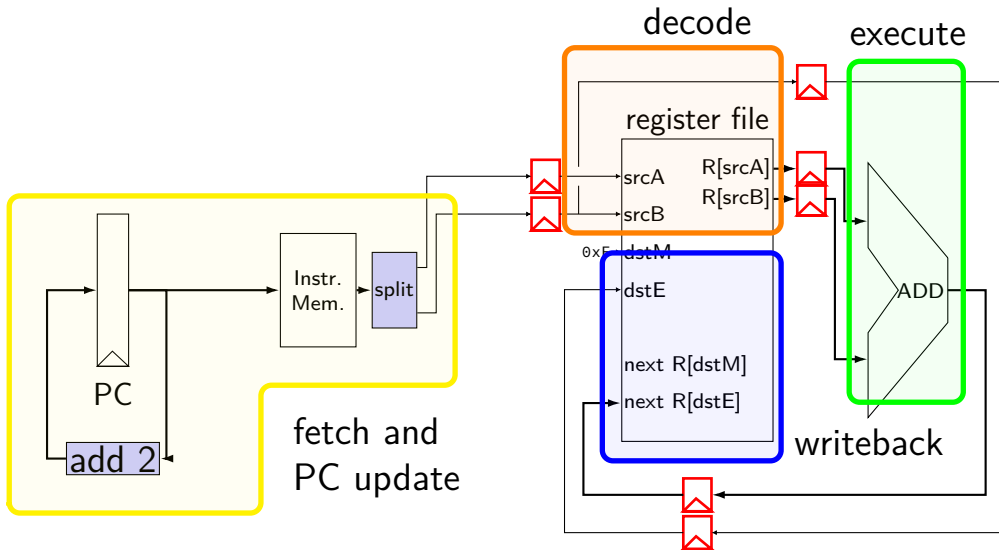 decode
execute
register file
srcA
R[srcA]
R[srcB]
srcB
0xF
dstM
dstE
Instr.
Mem.
split
ADD
PC
next R[dstM]
next R[dstE]
add 2
fetch and
PC update
writeback